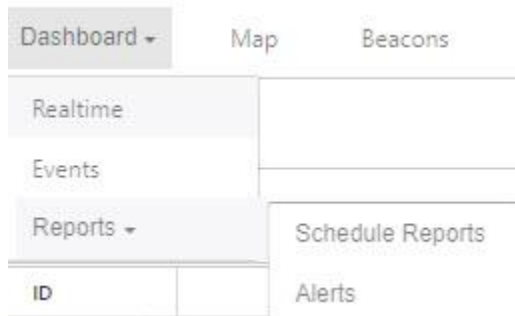 Dashboard Map Beacons
Realtime
Events
Reports Schedule Reports
ID Alerts